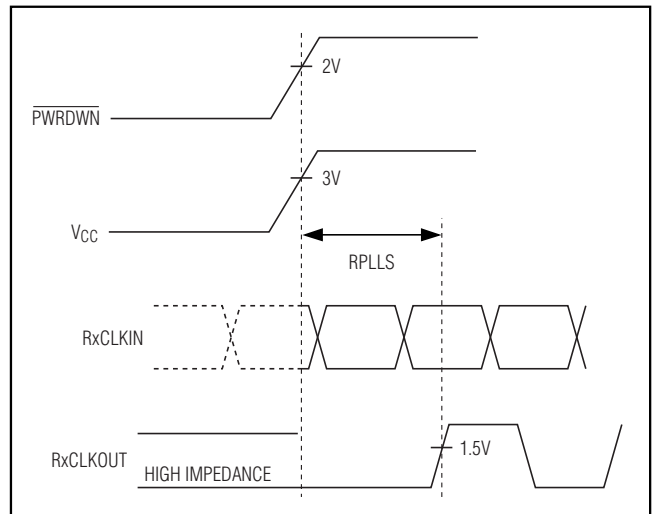 2V
PWRDWN
3V
VCC
RPLLS
RxCLKIN
RxCLKOUT
1.5V
HIGH IMPEDANCE